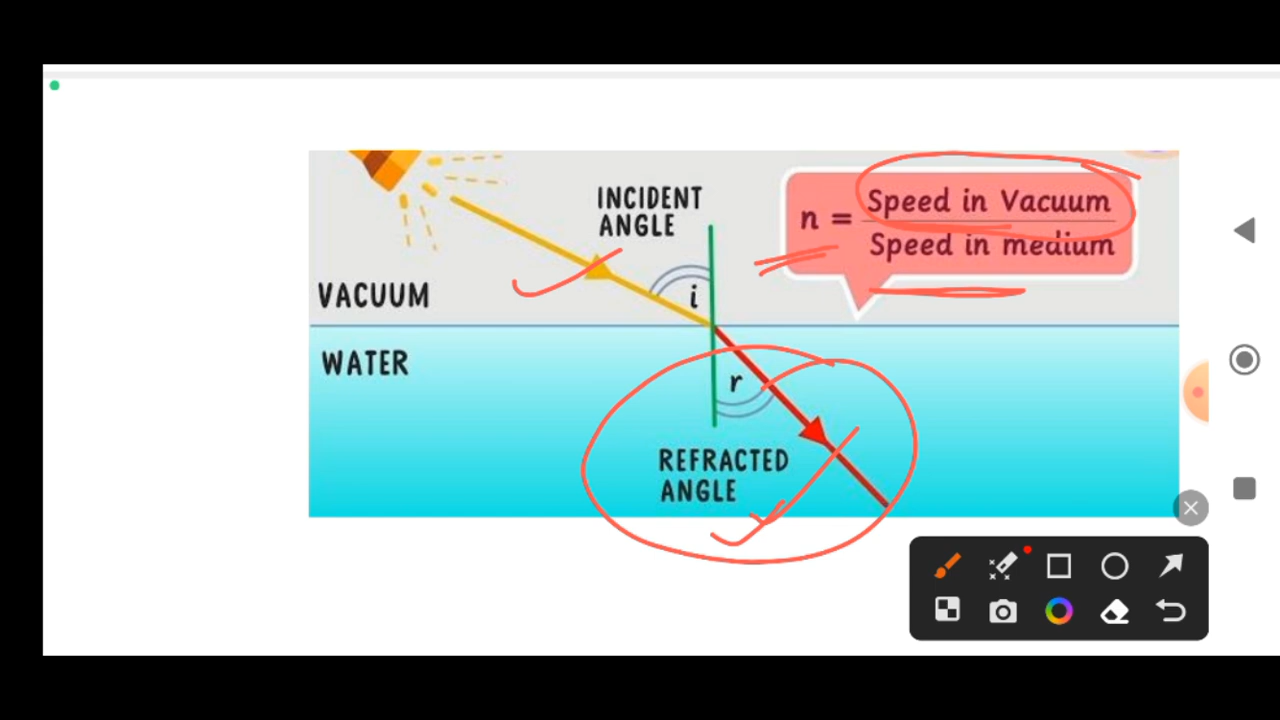 INCIDENT
ANGLE
n = Speed in Vacuum
Speed in medium
i
VACUUM
WATER
r
REFRACTED
ANGLE